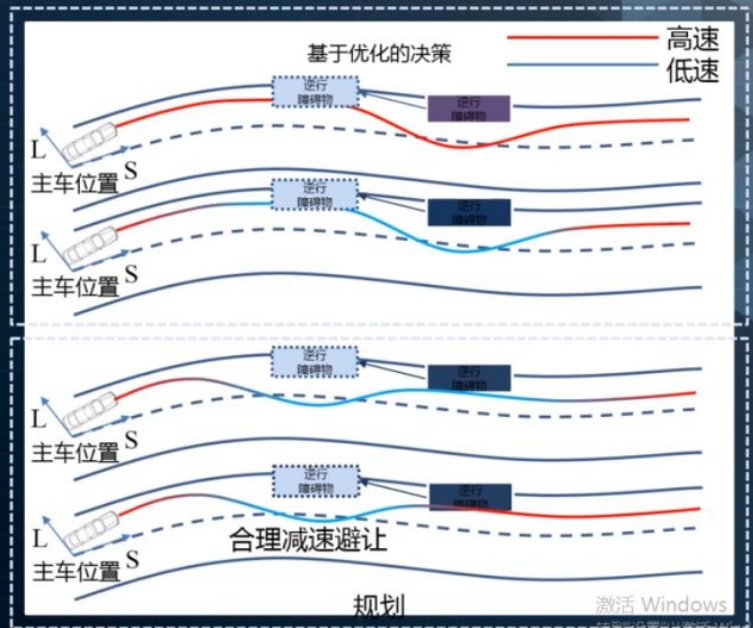 基于优化的决策
高速
低速
逆行
障碍物
逆行
障碍物
L
S
主车位置
逆行
障碍物
逆行
障碍物
L
S
主车位置
逆行
障碍物
逆行
障碍物
L
S
主车位置
逆行
障碍物
逆行
障碍物
L
S
主车位置
合理减速避让
规划
激活 Windows